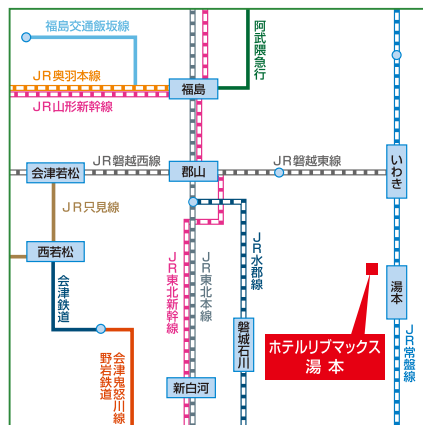 福島交通飯坂線
阿武隈急行
JR奥羽本線
福島
JR山形新幹線
JR磐越西線
JR磐越東線
会津若松
郡山
いわき
JR只見線
西若松
会津鉄道
JR東北新幹線
JR東北本線
JR水郡線
湯本
ホテルリブマックス
湯本
磐城石川
JR常磐線
会津鬼怒川線
野岩鉄道
新白河